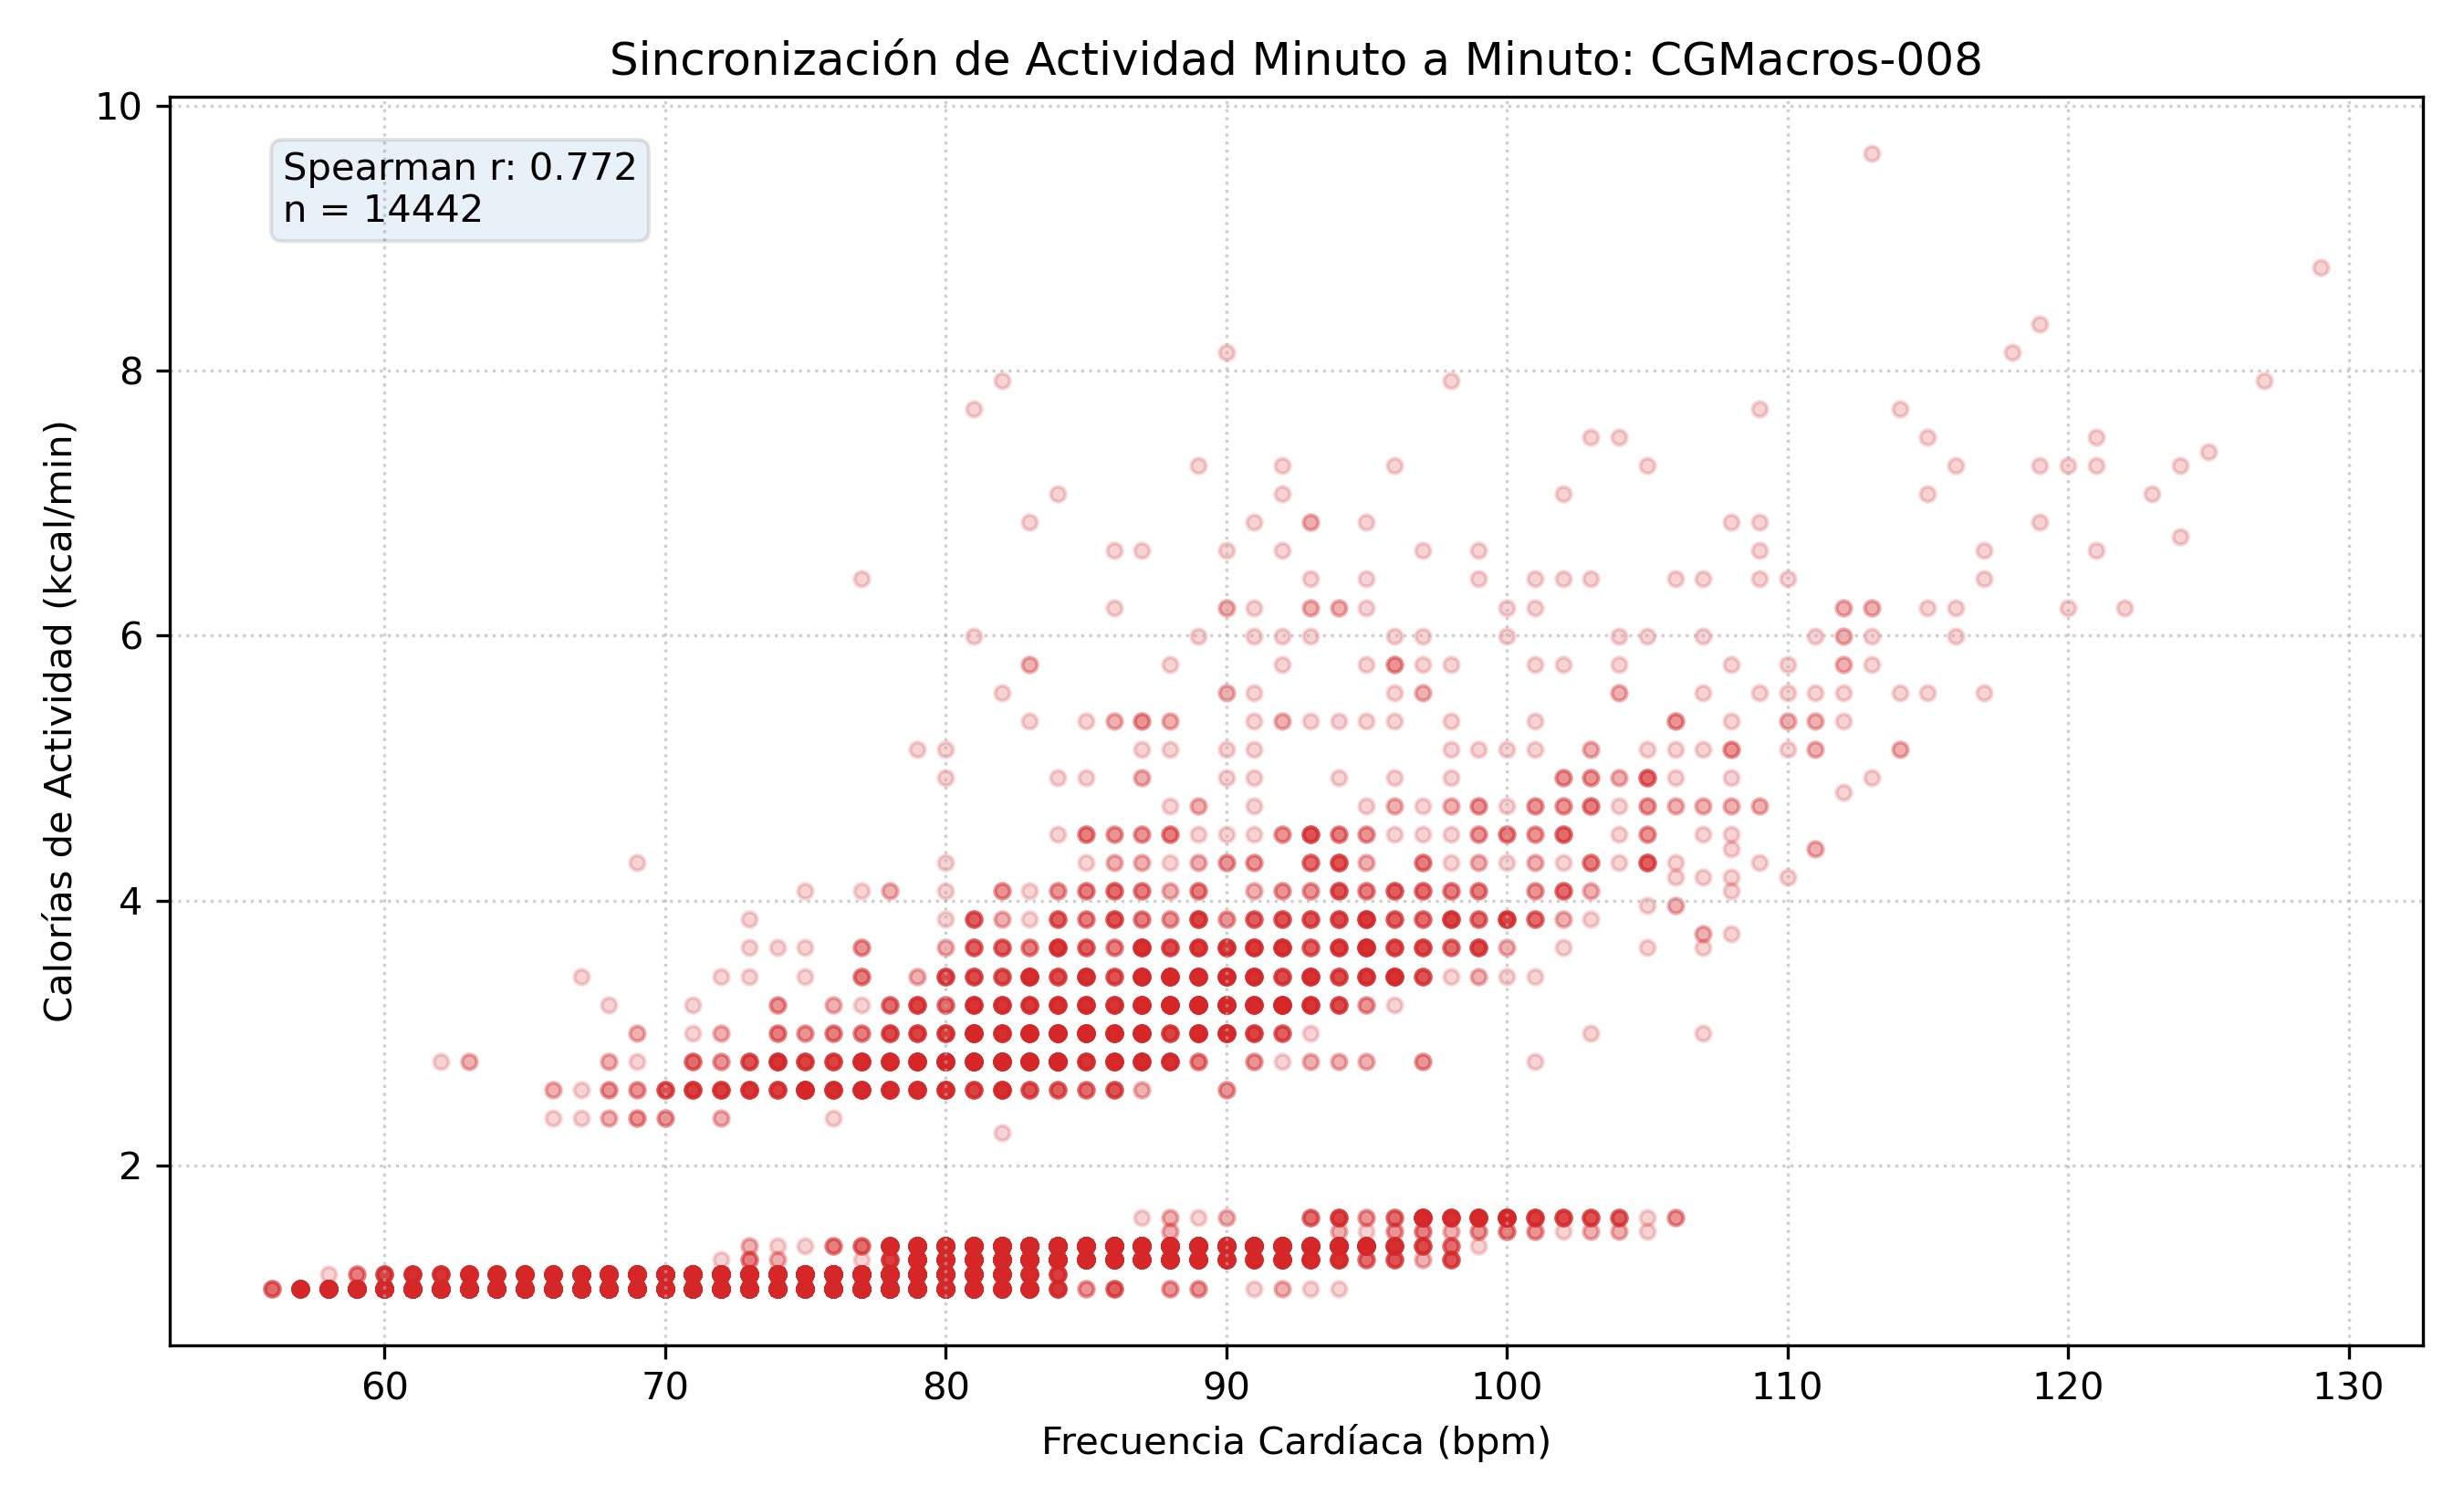 Sincronización de Actividad Minuto a Minuto: CGMacros-008
Spearman r: 0.772
n = 14442
Calorías de Actividad (kcal/min)
10
8
6
4
2
60 70 80 90 100 110 120 130
Frecuencia Cardíaca (bpm)